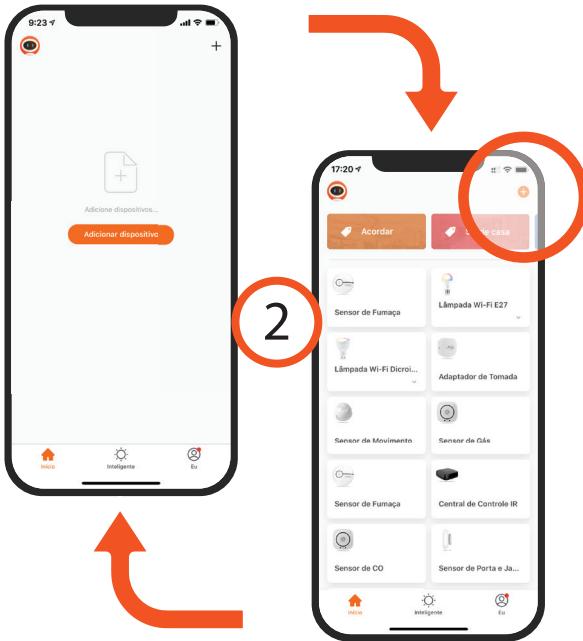 9:23
+
Adicione dispositivos...
Adicionar dispositivo
Início
Inteligente
Eu
2
17:20
+
Acordar
casa
Sensor de Fumaça
Lâmpada Wi-Fi E27
Lâmpada Wi-Fi Dicroi...
Adaptador de Tomada
Sensor de Movimento
Sensor de Gás
Sensor de Fumaça
Central de Controle IR
Sensor de CO
Sensor de Porta e Ja...
Início
Inteligente
Eu